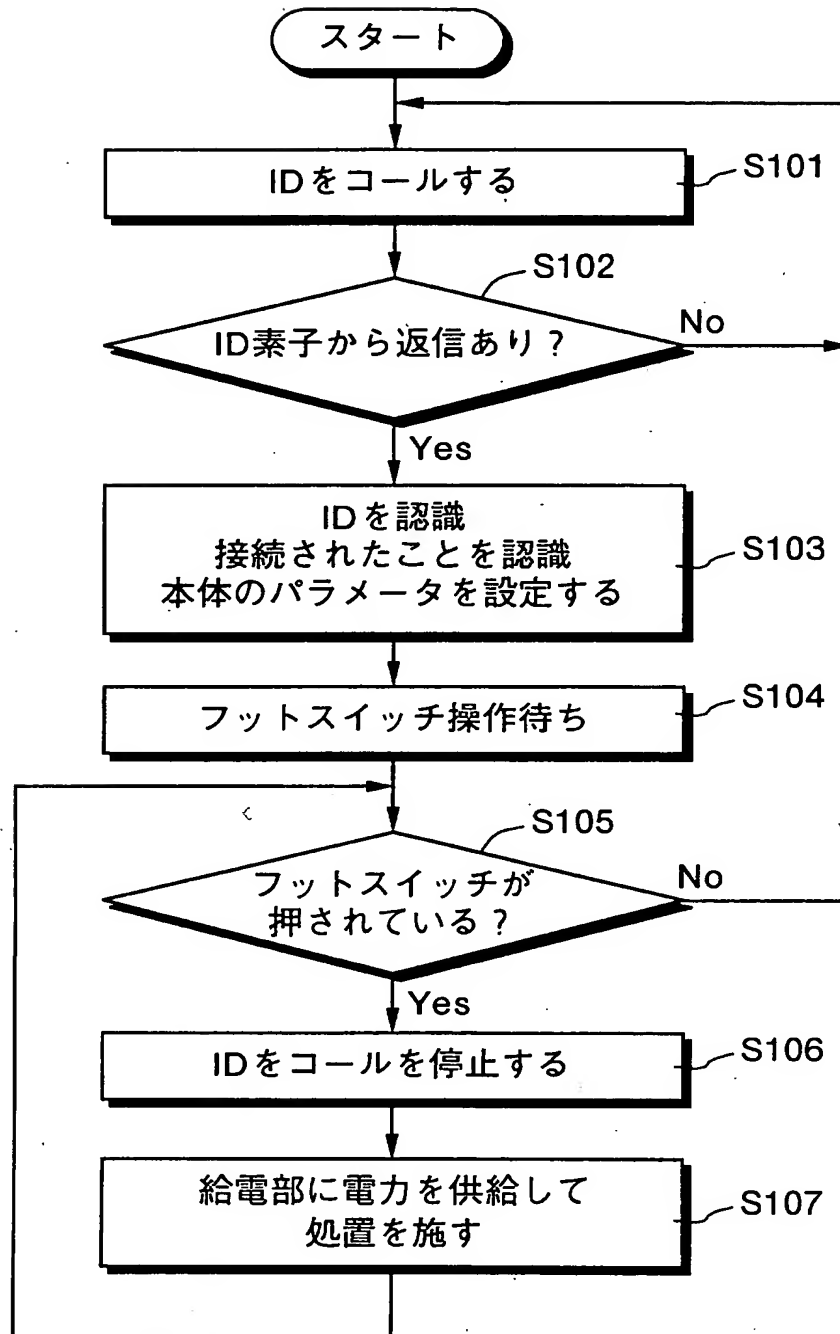 スタート
IDをコールする
S101
S102
ID素子から返信あり?
No
Yes
IDを認識
接続されたことを認識
本体のパラメータを設定する
S103
フットスイッチ操作待ち
S104
S105
フットスイッチが
押されている?
No
Yes
IDをコールを停止する
S106
給電部に電力を供給して
処置を施す
S107